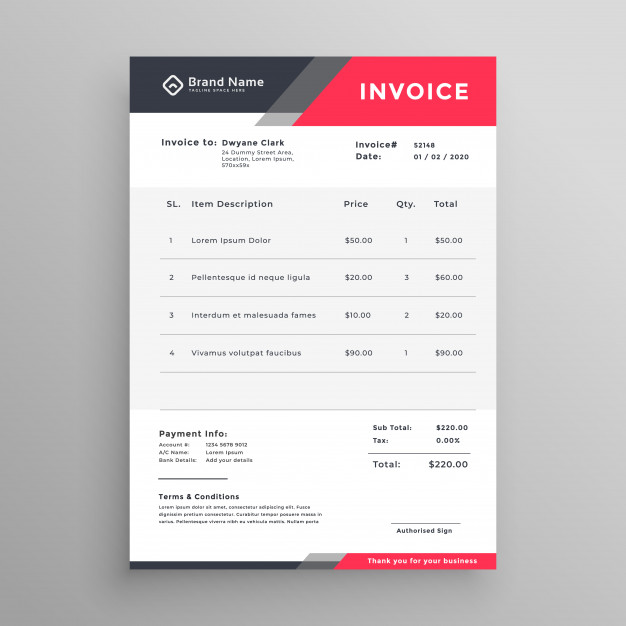 Brand Name
TAGLINE SPACE HERE
INVOICE
Invoice to: Dwyane Clark
24 Dummy Street Area,
Location, Lorem Ipsum,
570xx59x
Invoice# 52148
Date: 01 / 02 / 2020
SL. Item Description Price Qty. Total
1 Lorem Ipsum Dolor $50.00 1 $50.00
2 Pellentesque id neque ligula $20.00 3 $60.00
3 Interdum et malesuada fames $10.00 2 $20.00
4 Vivamus volutpat faucibus $90.00 1 $90.00
Sub Total: $220.00
Tax: 0.00%
Total: $220.00
Payment Info:
Account #: 1234 5678 9012
A/C Name: Lorem Ipsum
Bank Details: Add your details
Terms & Conditions
Lorem ipsum dolor sit amet, consectetur adipiscing elit. Fusce
dignissim pretium consectetur. Curabitur tempor posuere massa in
varius. Pellentesque viverra nibh eu vehicula mattis. Nullam porta
convallis pellentesque. Proin pharetra nulla
Authorised Sign
Thank you for your business